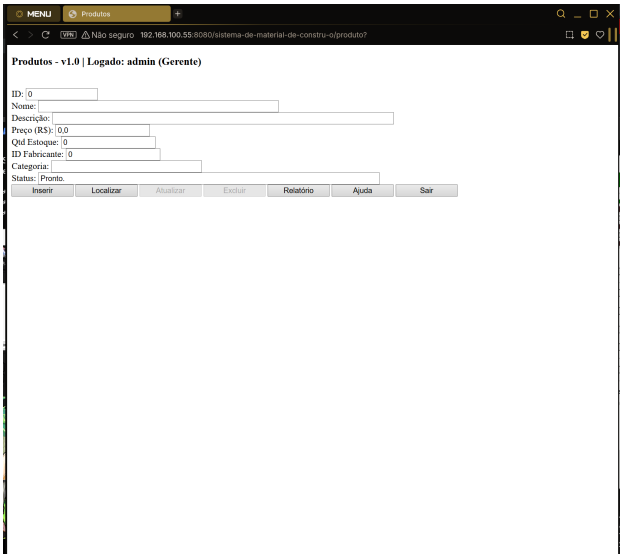 MENU
Produtos
VPN
Não seguro 192.168.100.55:8080/sistema-de-material-de-constru-o/produto?
Produtos - v1.0 | Logado: admin (Gerente)
ID: 0
Nome:
Descrição:
Preço (R$): 0,0
Qtd Estoque: 0
ID Fabricante: 0
Categoria:
Status: Pronto.
Inserir Localizar Atualizar Excluir Relatório Ajuda Sair